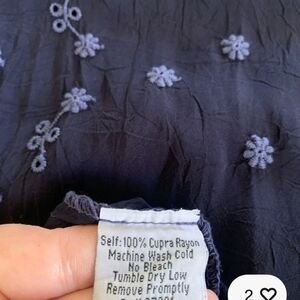 Self:100% Cupra Rayon
Machine Wash Cold
No Bleach
Tumble Dry Low
Remove Promptly
2